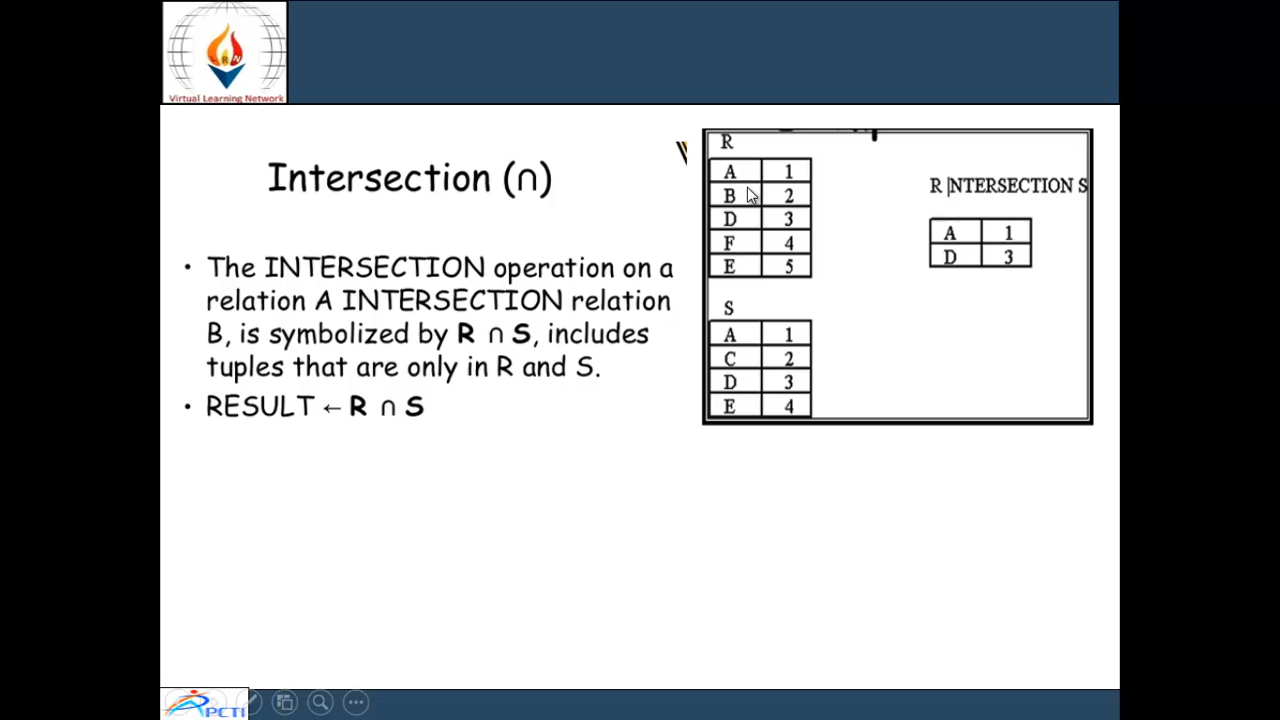 Virtual Learning Network
Intersection (∩)
• The INTERSECTION operation on a
relation A INTERSECTION relation
B, is symbolized by R ∩ S, includes
tuples that are only in R and S.
• RESULT ← R ∩ S
R
A 1
B 2
D 3
F 4
E 5
S
A 1
C 2
D 3
E 4
R INTERSECTION S
A 1
D 3
PCTI